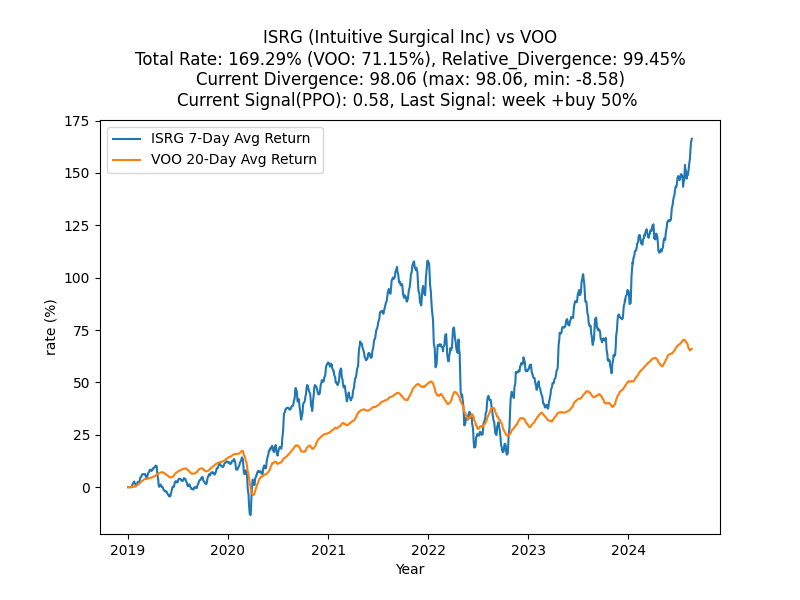 ISRG (Intuitive Surgical Inc) vs VOO
Total Rate: 169.29% (VOO: 71.15%), Relative_Divergence: 99.45%
Current Divergence: 98.06 (max: 98.06, min: -8.58)
Current Signal(PPO): 0.58, Last Signal: week +buy 50%
ISRG 7-Day Avg Return
VOO 20-Day Avg Return
175
150
125
100
75
50
25
0
rate (%)
2019 2020 2021 2022 2023 2024
Year